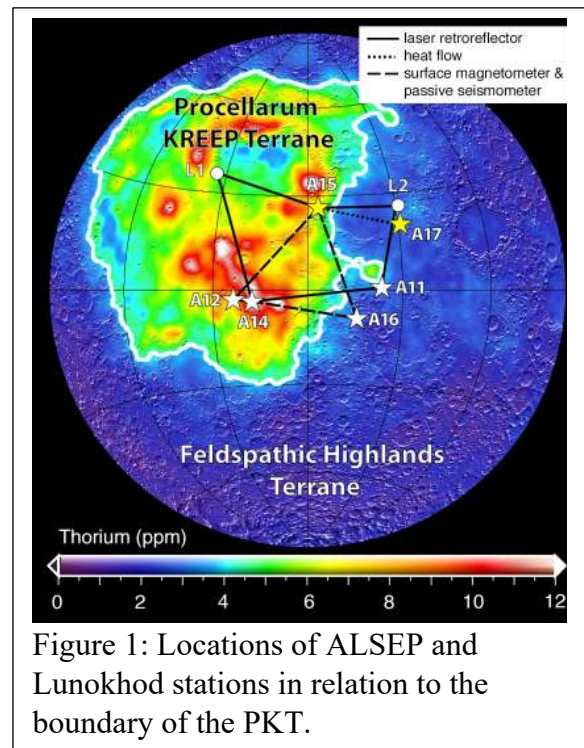 laser retroreflector
heat flow
surface magnetometer &
passive seismometer
Procellarum
KREEP Terrane
L1
A15
L2
A17
A12
A14
A11
A16
Feldspathic Highlands
Terrane
Thorium (ppm)
0 2 4 6 8 10 12
Figure 1: Locations of ALSEP and
Lunokhod stations in relation to the
boundary of the PKT.